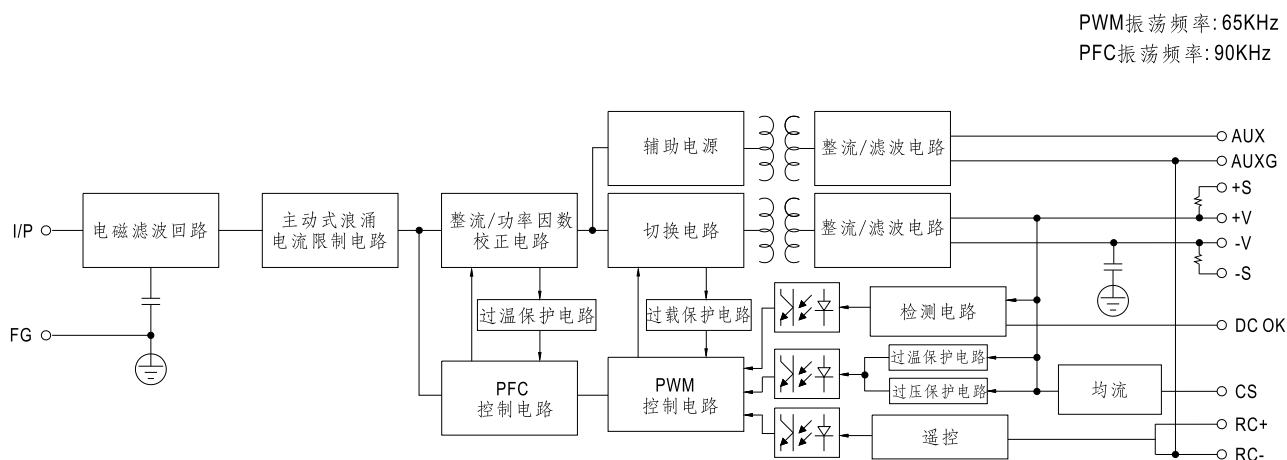 PWM振荡频率: 65KHz
PFC振荡频率: 90KHz
辅助电源
整流/滤波电路
AUX
AUXG
+S
I/P
电磁滤波回路
主动式浪涌
电流限制电路
整流/功率因数
校正电路
切换电路
整流/滤波电路
+V
-V
-S
过温保护电路
过载保护电路
检测电路
FG
DC OK
过温保护电路
PFC
控制电路
PWM
控制电路
过压保护电路
均流
CS
遥控
RC+
RC-